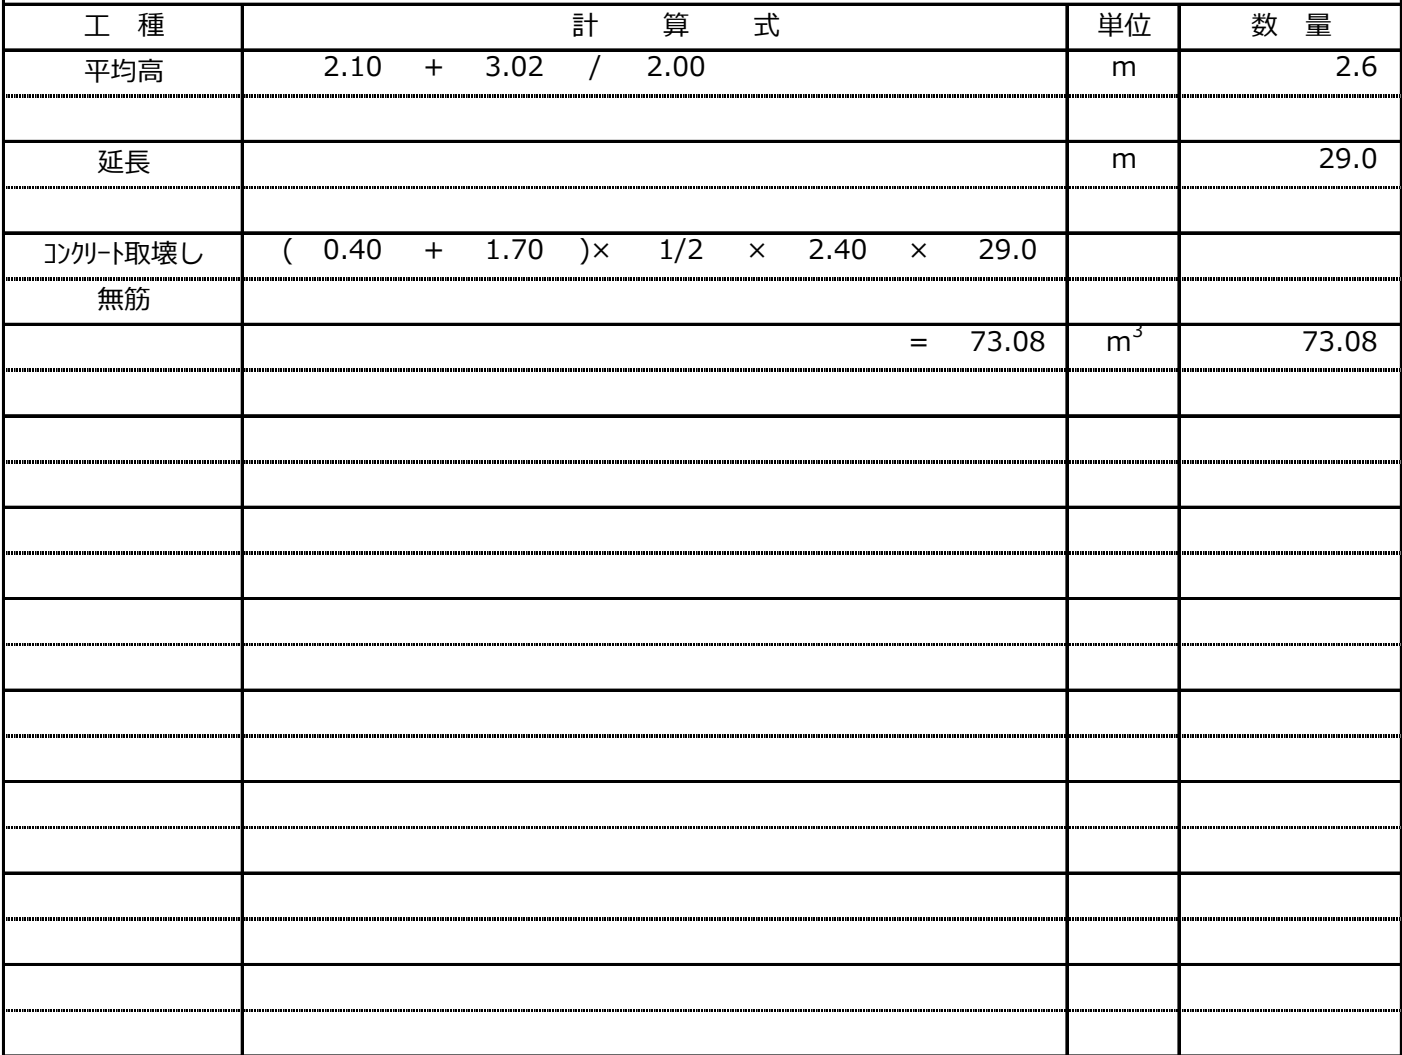 工 種 計 算 式 単位 数 量
平均高 2.10 + 3.02 / 2.00 m 2.6
延長 m 29.0
ｺﾝｸﾘｰﾄ取壊し ( 0.40 + 1.70 )× 1/2 × 2.40 × 29.0
無筋
= 73.08 m³ 73.08